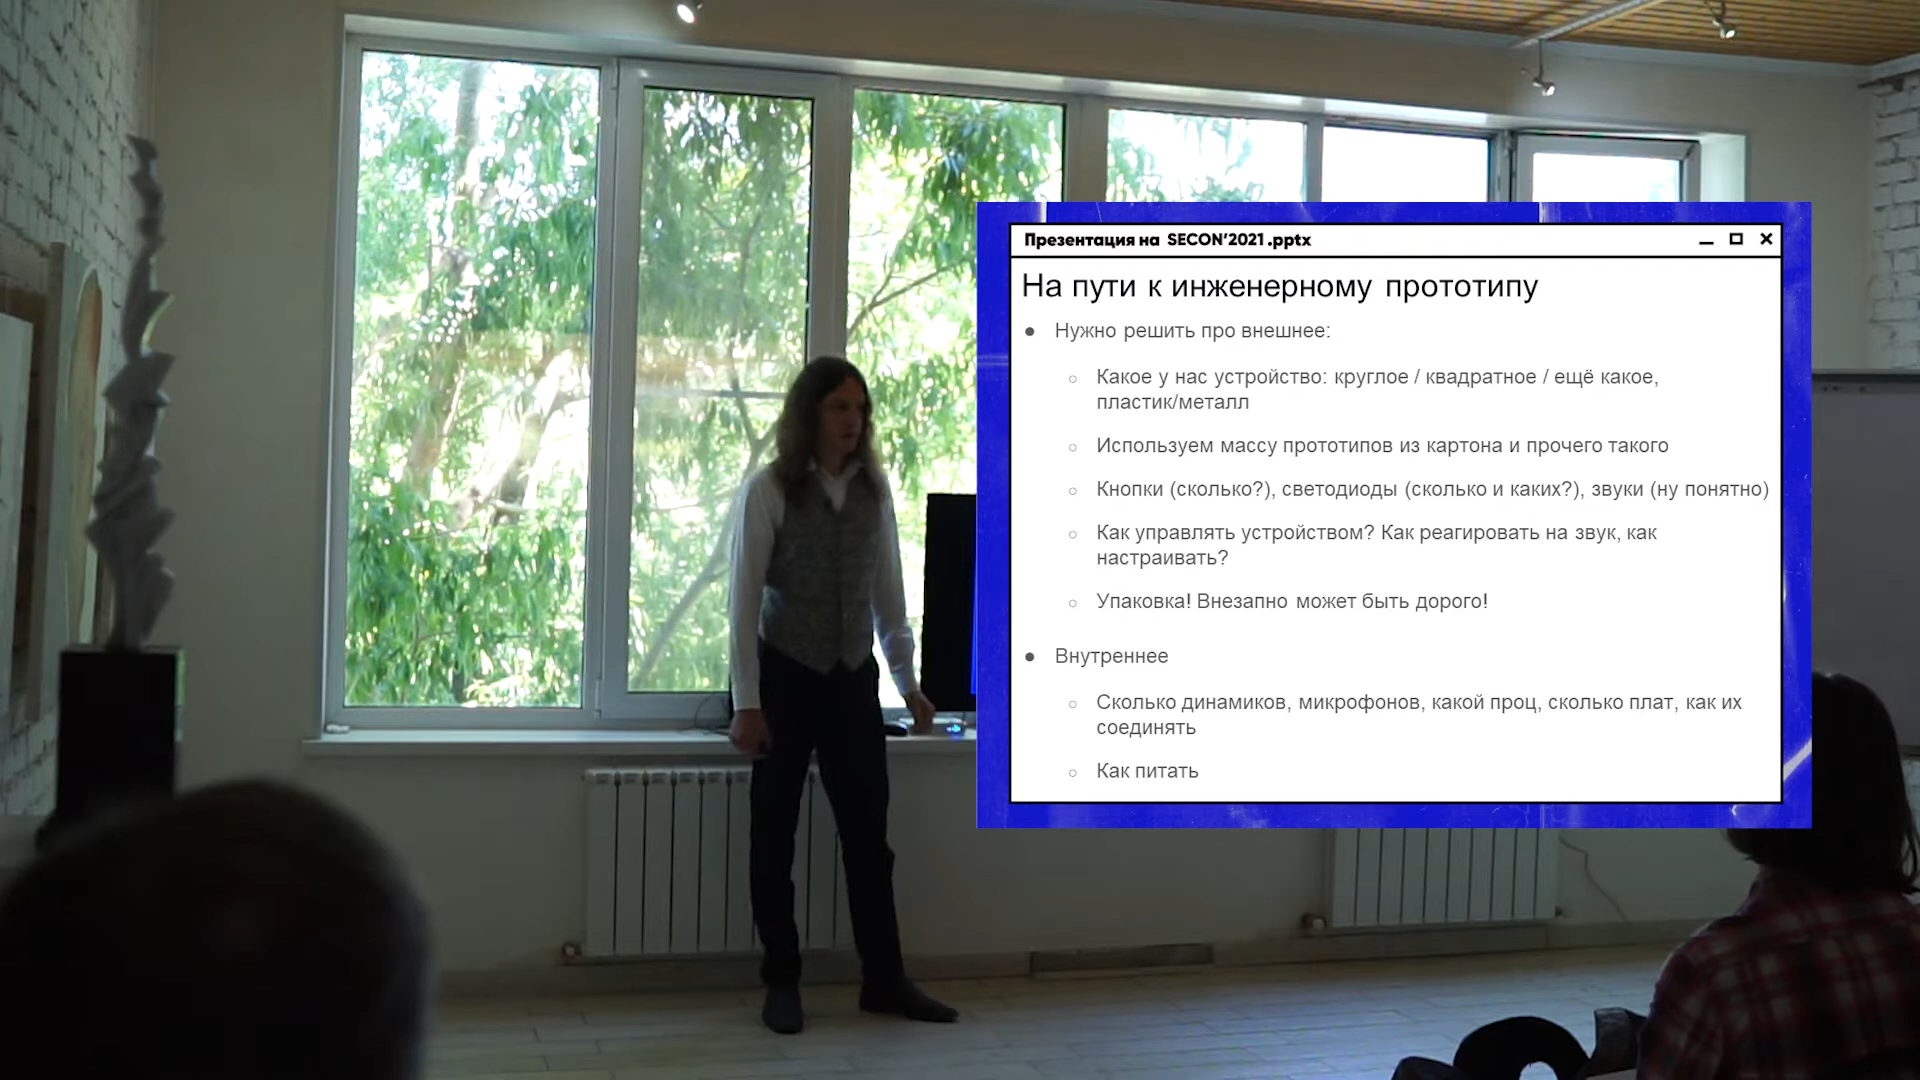 Презентация на SECON'2021.pptx
На пути к инженерному прототипу
● Нужно решить про внешнее:
○ Какое у нас устройство: круглое / квадратное / ещё какое,
пластик/металл
○ Используем массу прототипов из картона и прочего такого
○ Кнопки (сколько?), светодиоды (сколько и каких?), звуки (ну понятно)
○ Как управлять устройством? Как реагировать на звук, как
настраивать?
○ Упаковка! Внезапно может быть дорого!
● Внутреннее
○ Сколько динамиков, микрофонов, какой проц, сколько плат, как их
соединять
○ Как питать